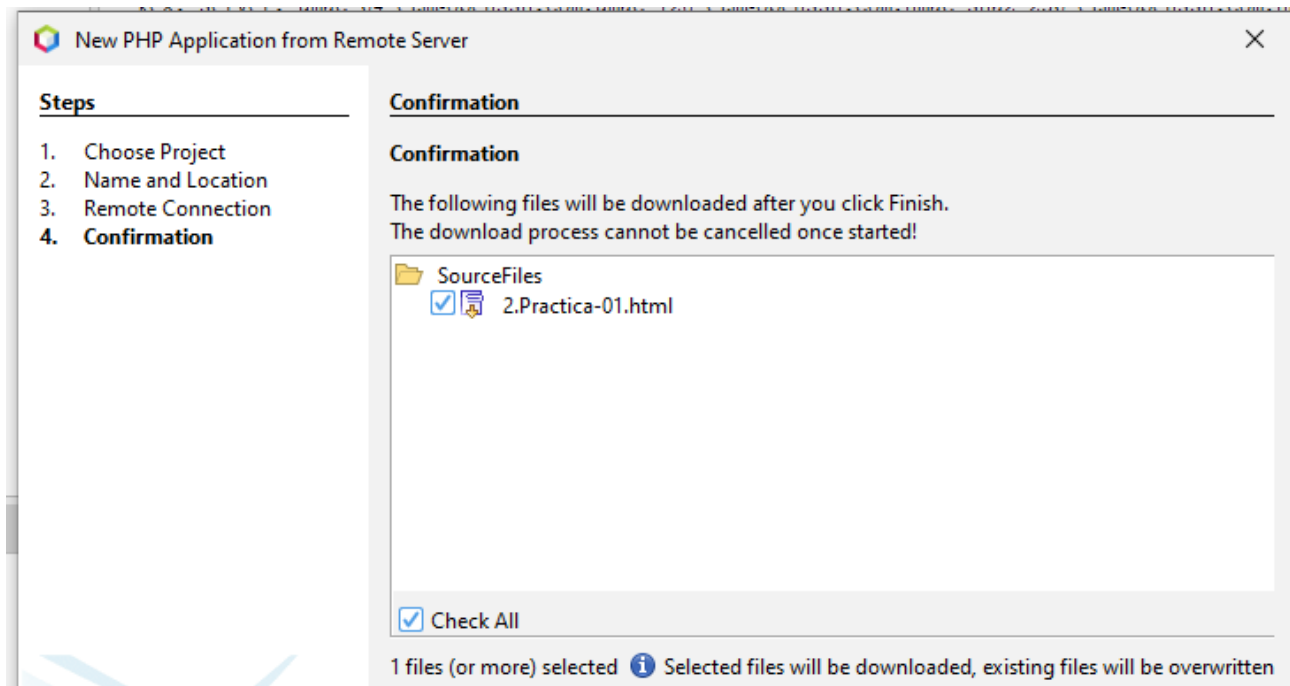 New PHP Application from Remote Server
Steps
1. Choose Project
2. Name and Location
3. Remote Connection
4. Confirmation
Confirmation
Confirmation
The following files will be downloaded after you click Finish.
The download process cannot be cancelled once started!
SourceFiles
2.Practica-01.html
Check All
1 files (or more) selected Selected files will be downloaded, existing files will be overwritten